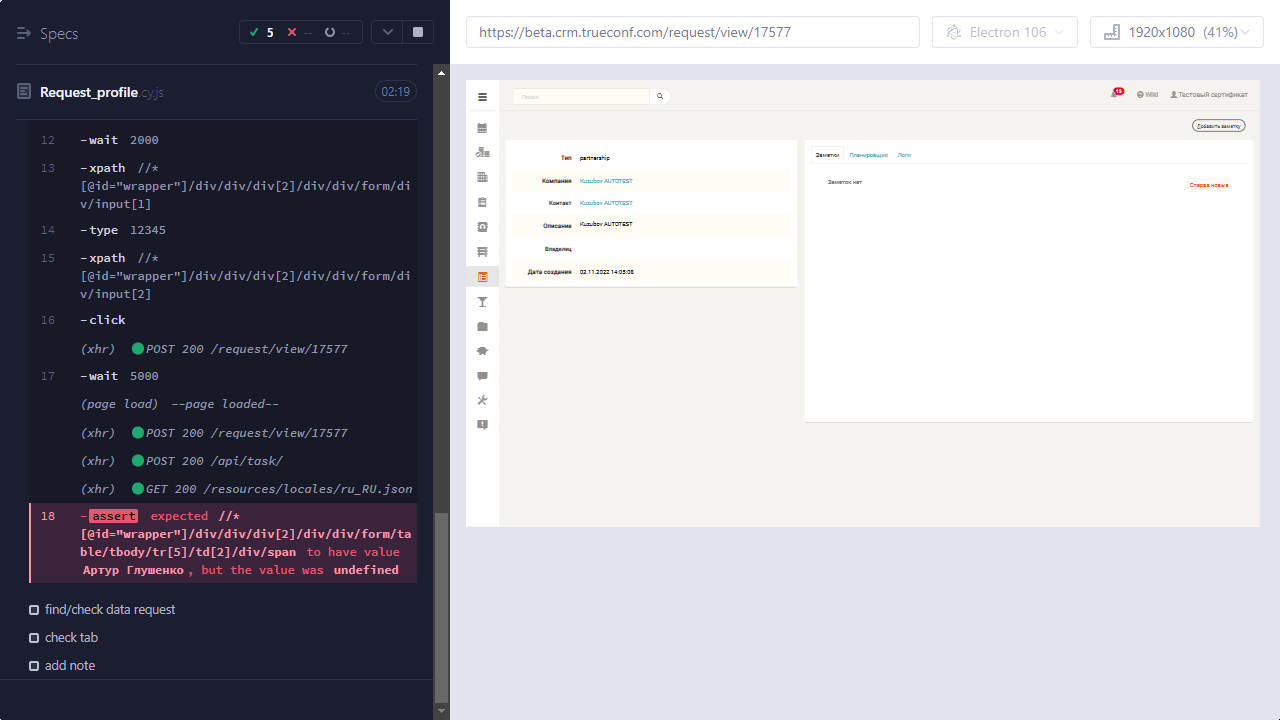 Specs
5
--
--
Request_profile.cy.js
02:19
12 -wait 2000
13 -xpath //*
[@id="wrapper"]/div/div/div[2]/div/div/form/di
v/input[1]
14 -type 12345
15 -xpath //*
[@id="wrapper"]/div/div/div[2]/div/div/form/di
v/input[2]
16 -click
(xhr) POST 200 /request/view/17577
17 -wait 5000
(page load) --page loaded--
(xhr) POST 200 /request/view/17577
(xhr) POST 200 /api/task/
(xhr) GET 200 /resources/locales/ru_RU.json
18 -assert expected //*
[@id="wrapper"]/div/div/div[2]/div/div/form/ta
ble/tbody/tr[5]/td[2]/div/span to have value
Артур Глушенко, but the value was undefined
find/check data request
check tab
add note
https://beta.crm.trueconf.com/request/view/17577
Electron 106
1920x1080 (41%)
Поиск
Wiki
Тестовый сертификат
Добавить заметку
Тип partnership
Компания Kuzubov AUTOTEST
Контакт Kuzubov AUTOTEST
Описание Kuzubov AUTOTEST
Владелец
Дата создания 02.11.2022 14:05:08
Заметки Планировщик Логи
Заметок нет
Сперва новые